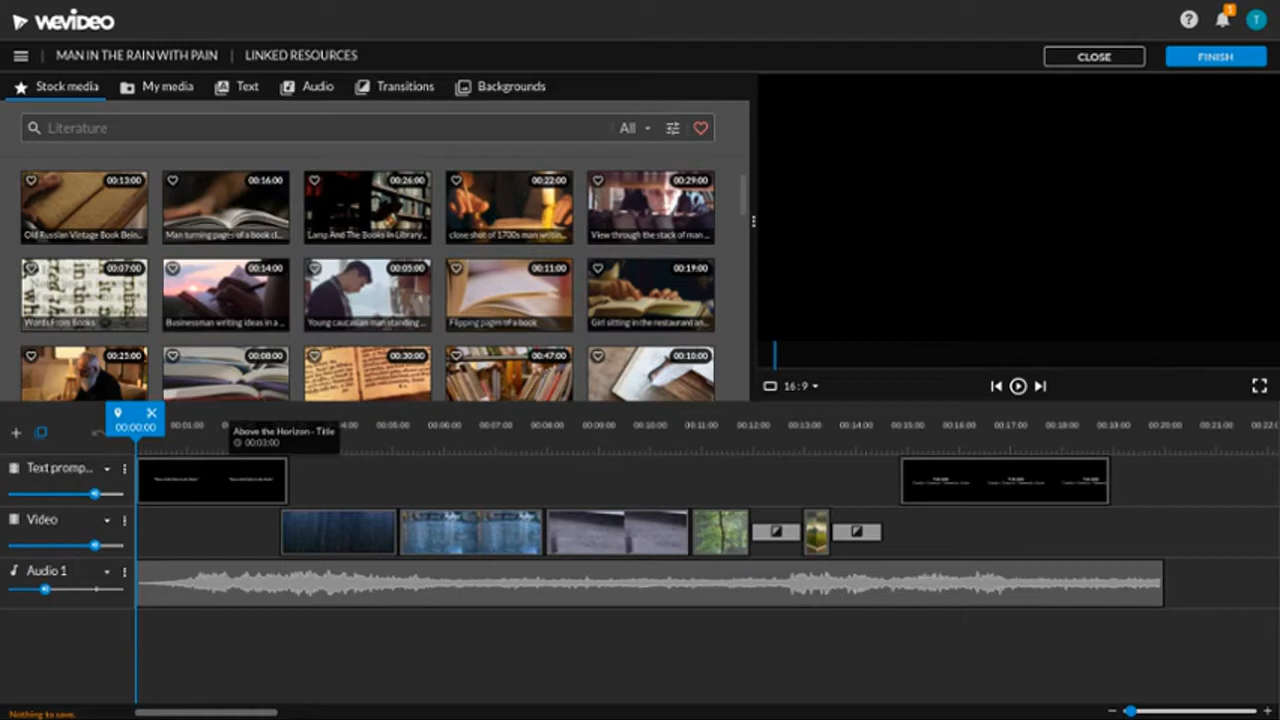 WEVIDEO
1
T
MAN IN THE RAIN WITH PAIN
LINKED RESOURCES
CLOSE
FINISH
Stock media
My media
Text
Audio
Transitions
Backgrounds
Literature
All
00:13:00
00:16:00
00:26:00
00:22:00
00:29:00
Old Russian Vintage Book Bein...
Man turning pages of a book cl...
Lamp And The Books In Library...
close shot of 1700s man writin...
View through the stack of man ...
00:07:00
00:14:00
00:05:00
00:11:00
00:19:00
Words From Books
Businessman writing ideas in a ...
Young caucasian man standing ...
Flipping pages of a book
Girl sitting in the restaurant an...
00:25:00
00:08:00
00:30:00
00:47:00
00:10:00
16:9
00:00:00
00:01:00
00:05:00
00:06:00
00:07:00
00:08:00
00:09:00
00:10:00
00:11:00
00:12:00
00:13:00
00:14:00
00:15:00
00:16:00
00:17:00
00:18:00
00:19:00
00:20:00
00:21:00
Above the Horizon - Title
00:03:00
Text promp...
Video
Audio 1
Nothing to save.